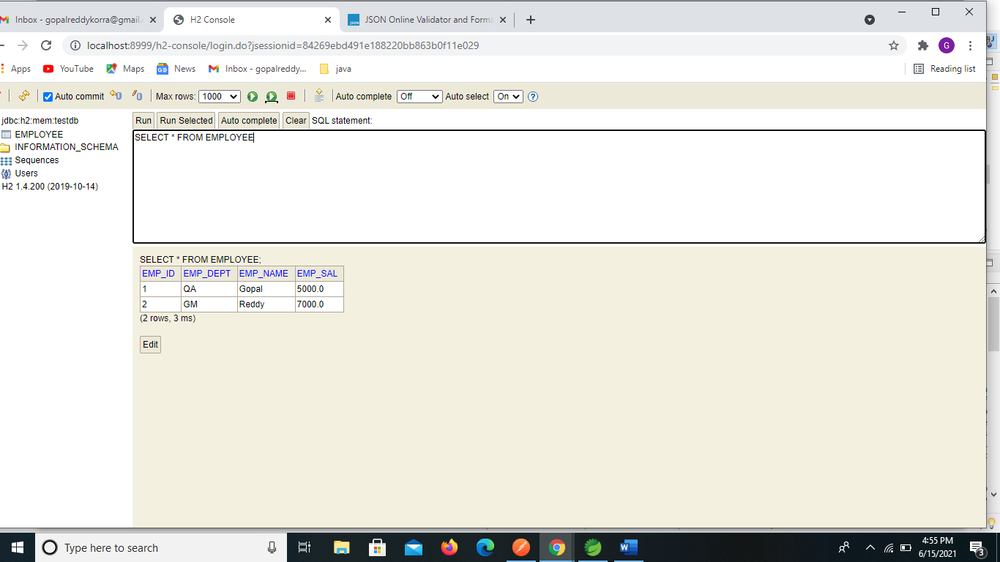 Inbox - gopalreddykorra@gmail.
H2 Console
JSON Online Validator and Forma
localhost:8999/h2-console/login.do?jsessionid=84269ebd491e188220bb863b0f11e029
G
Apps YouTube Maps News Inbox - gopalreddy... java Reading list
Auto commit Max rows: 1000 Auto complete Off Auto select On ?
jdbc:h2:mem:testdb
EMPLOYEE
INFORMATION_SCHEMA
Sequences
Users
H2 1.4.200 (2019-10-14)
Run Run Selected Auto complete Clear SQL statement:
SELECT * FROM EMPLOYEE
SELECT * FROM EMPLOYEE;
EMP_ID EMP_DEPT EMP_NAME EMP_SAL
1 QA Gopal 5000.0
2 GM Reddy 7000.0
(2 rows, 3 ms)
Edit
Type here to search
4:55 PM
6/15/2021
3